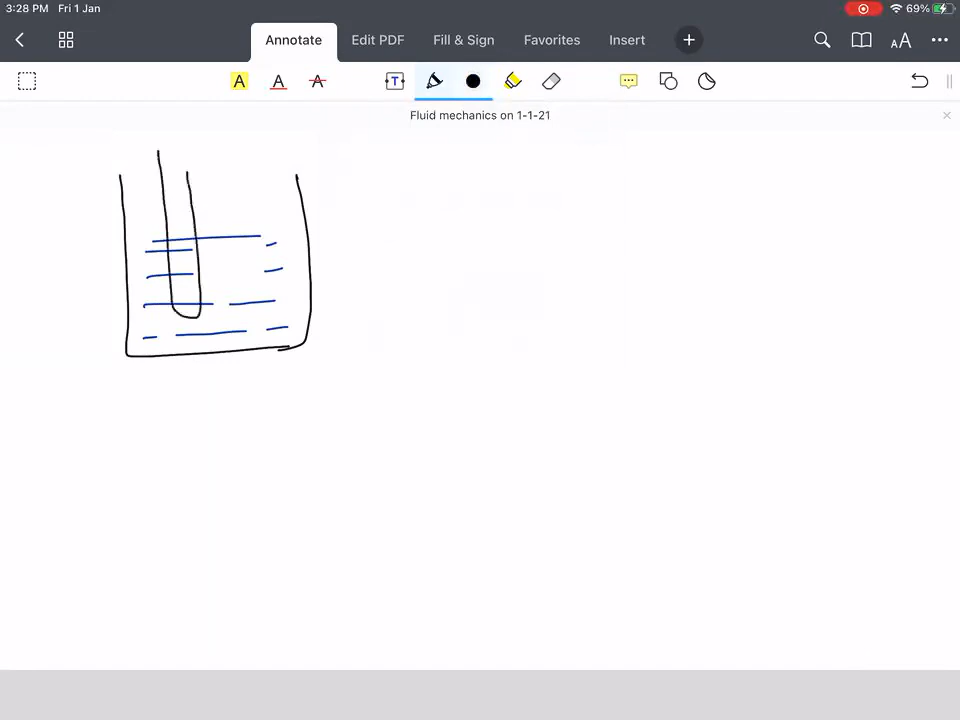 3:28 PM Fri 1 Jan 69%
Annotate Edit PDF Fill & Sign Favorites Insert
A A A T AA
Fluid mechanics on 1-1-21